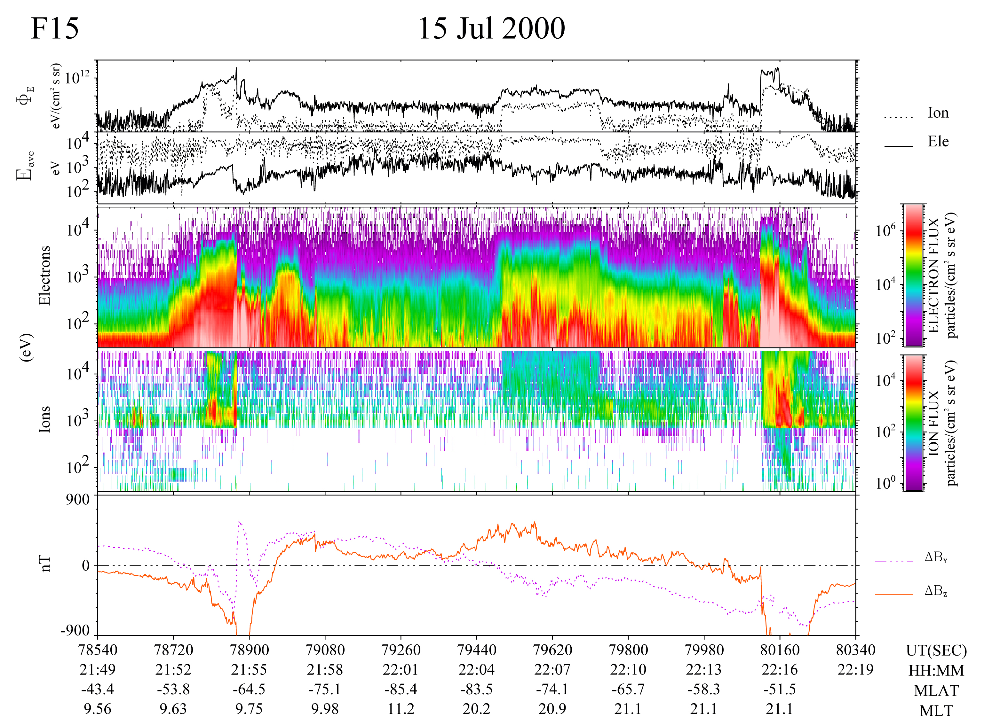 F15 15 Jul 2000
Φ_E eV/(cm² s sr) 10¹²
Ion
Ele
E_ave eV 10⁴ 10³ 10²
(eV)
Electrons 10⁴ 10³ 10²
10⁶ 10⁴ 10² ELECTRON FLUX particles/(cm² s sr eV)
Ions 10⁴ 10³ 10²
10⁴ 10² 10⁰ ION FLUX particles/(cm² s sr eV)
nT 900 0 -900
ΔB_Y
ΔB_Z
78540 78720 78900 79080 79260 79440 79620 79800 79980 80160 80340 UT(SEC)
21:49 21:52 21:55 21:58 22:01 22:04 22:07 22:10 22:13 22:16 22:19 HH:MM
-43.4 -53.8 -64.5 -75.1 -85.4 -83.5 -74.1 -65.7 -58.3 -51.5 MLAT
9.56 9.63 9.75 9.98 11.2 20.2 20.9 21.1 21.1 21.1 MLT